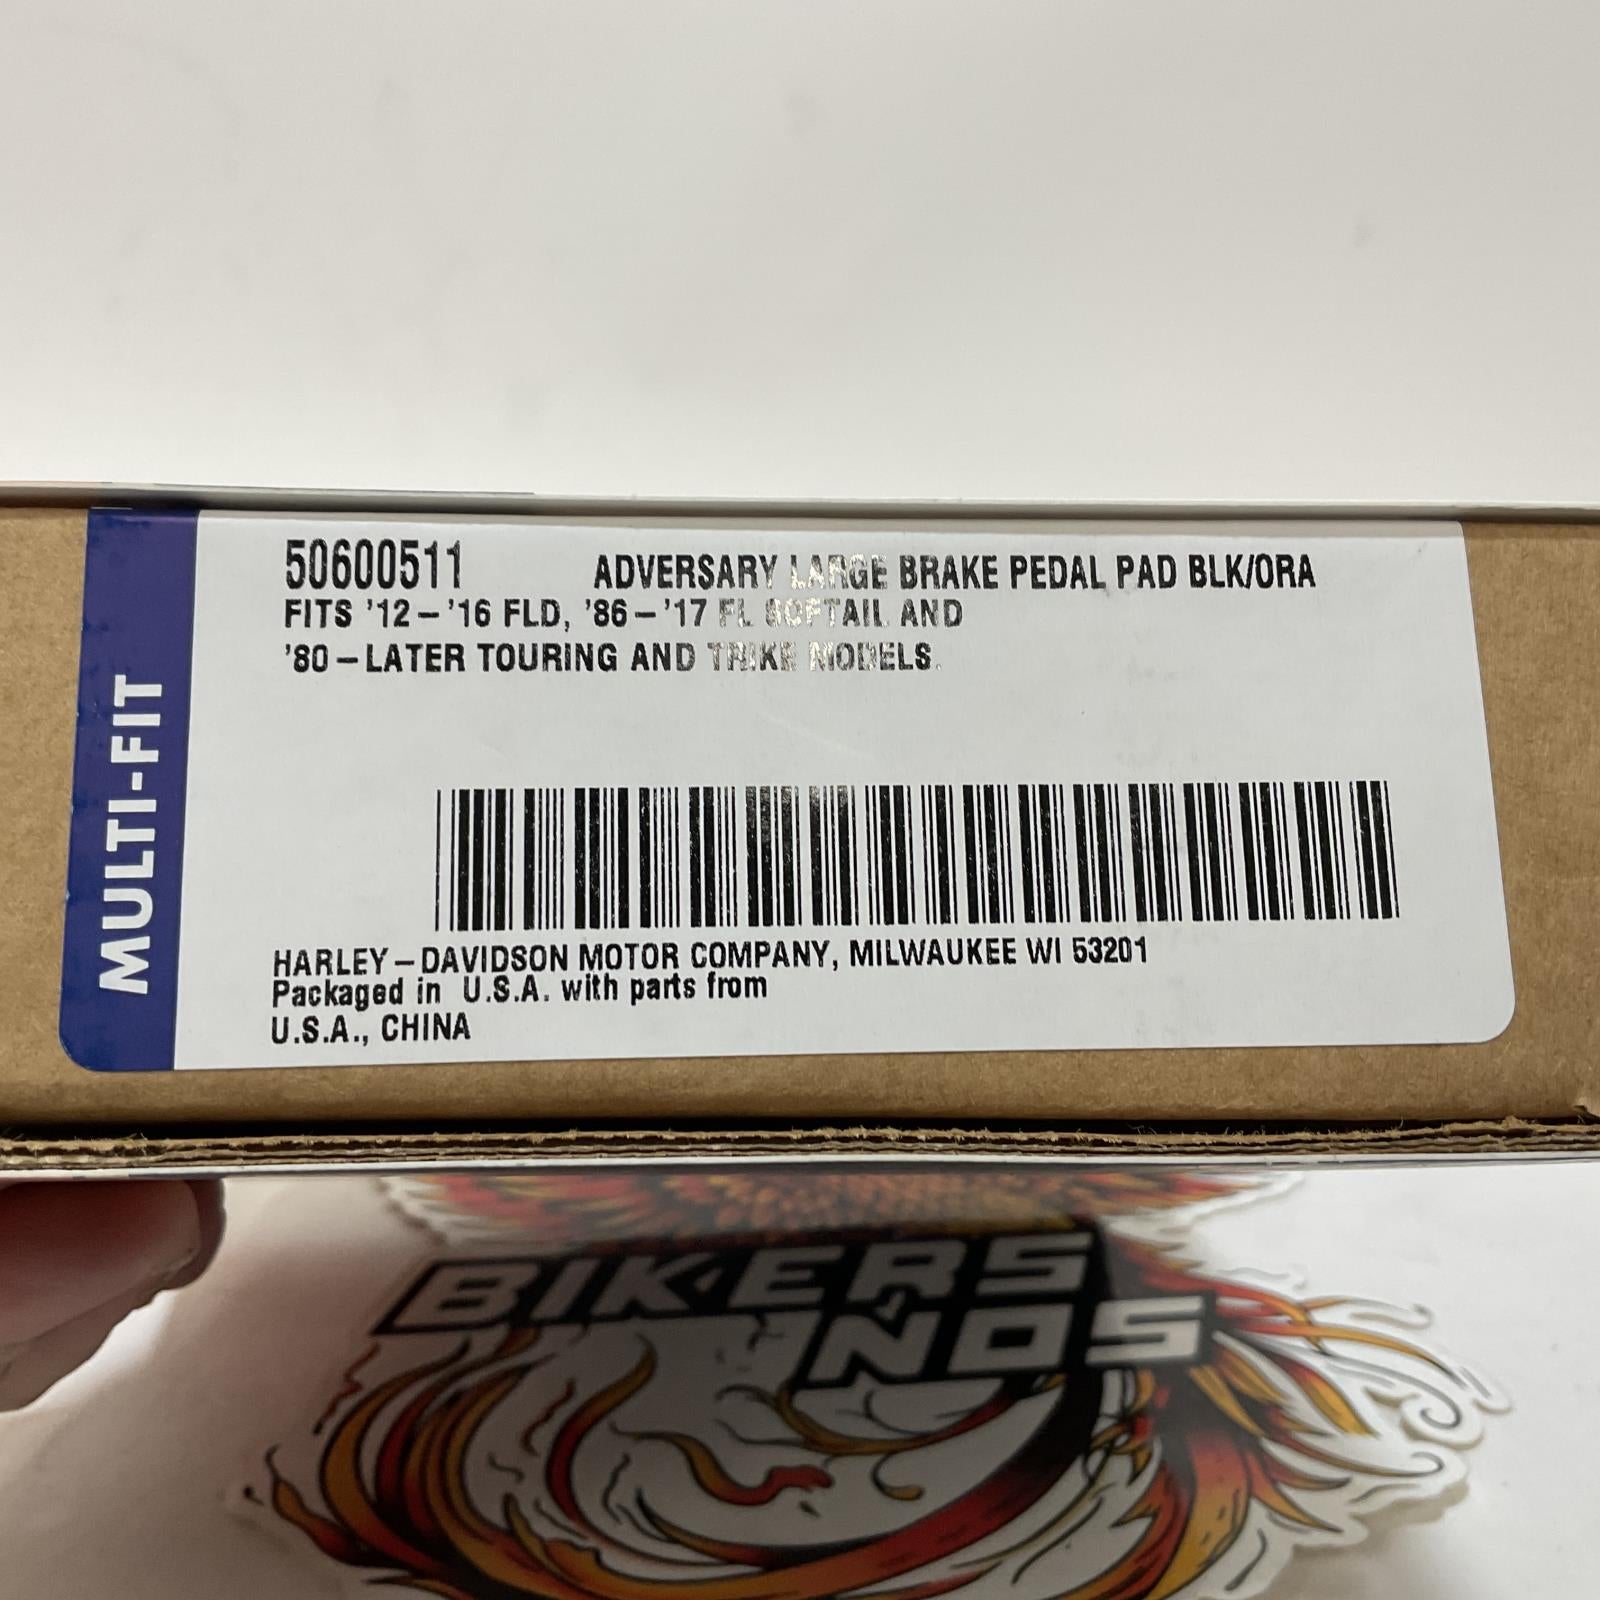 MULTI-FIT
50600511 ADVERSARY LARGE BRAKE PEDAL PAD BLK/ORA
FITS '12-'16 FLD, '86-'17 FL SOFTAIL AND
'80-LATER TOURING AND TRIKE MODELS.
HARLEY-DAVIDSON MOTOR COMPANY, MILWAUKEE WI 53201
Packaged in U.S.A. with parts from
U.S.A., CHINA
BIKERS
NOS